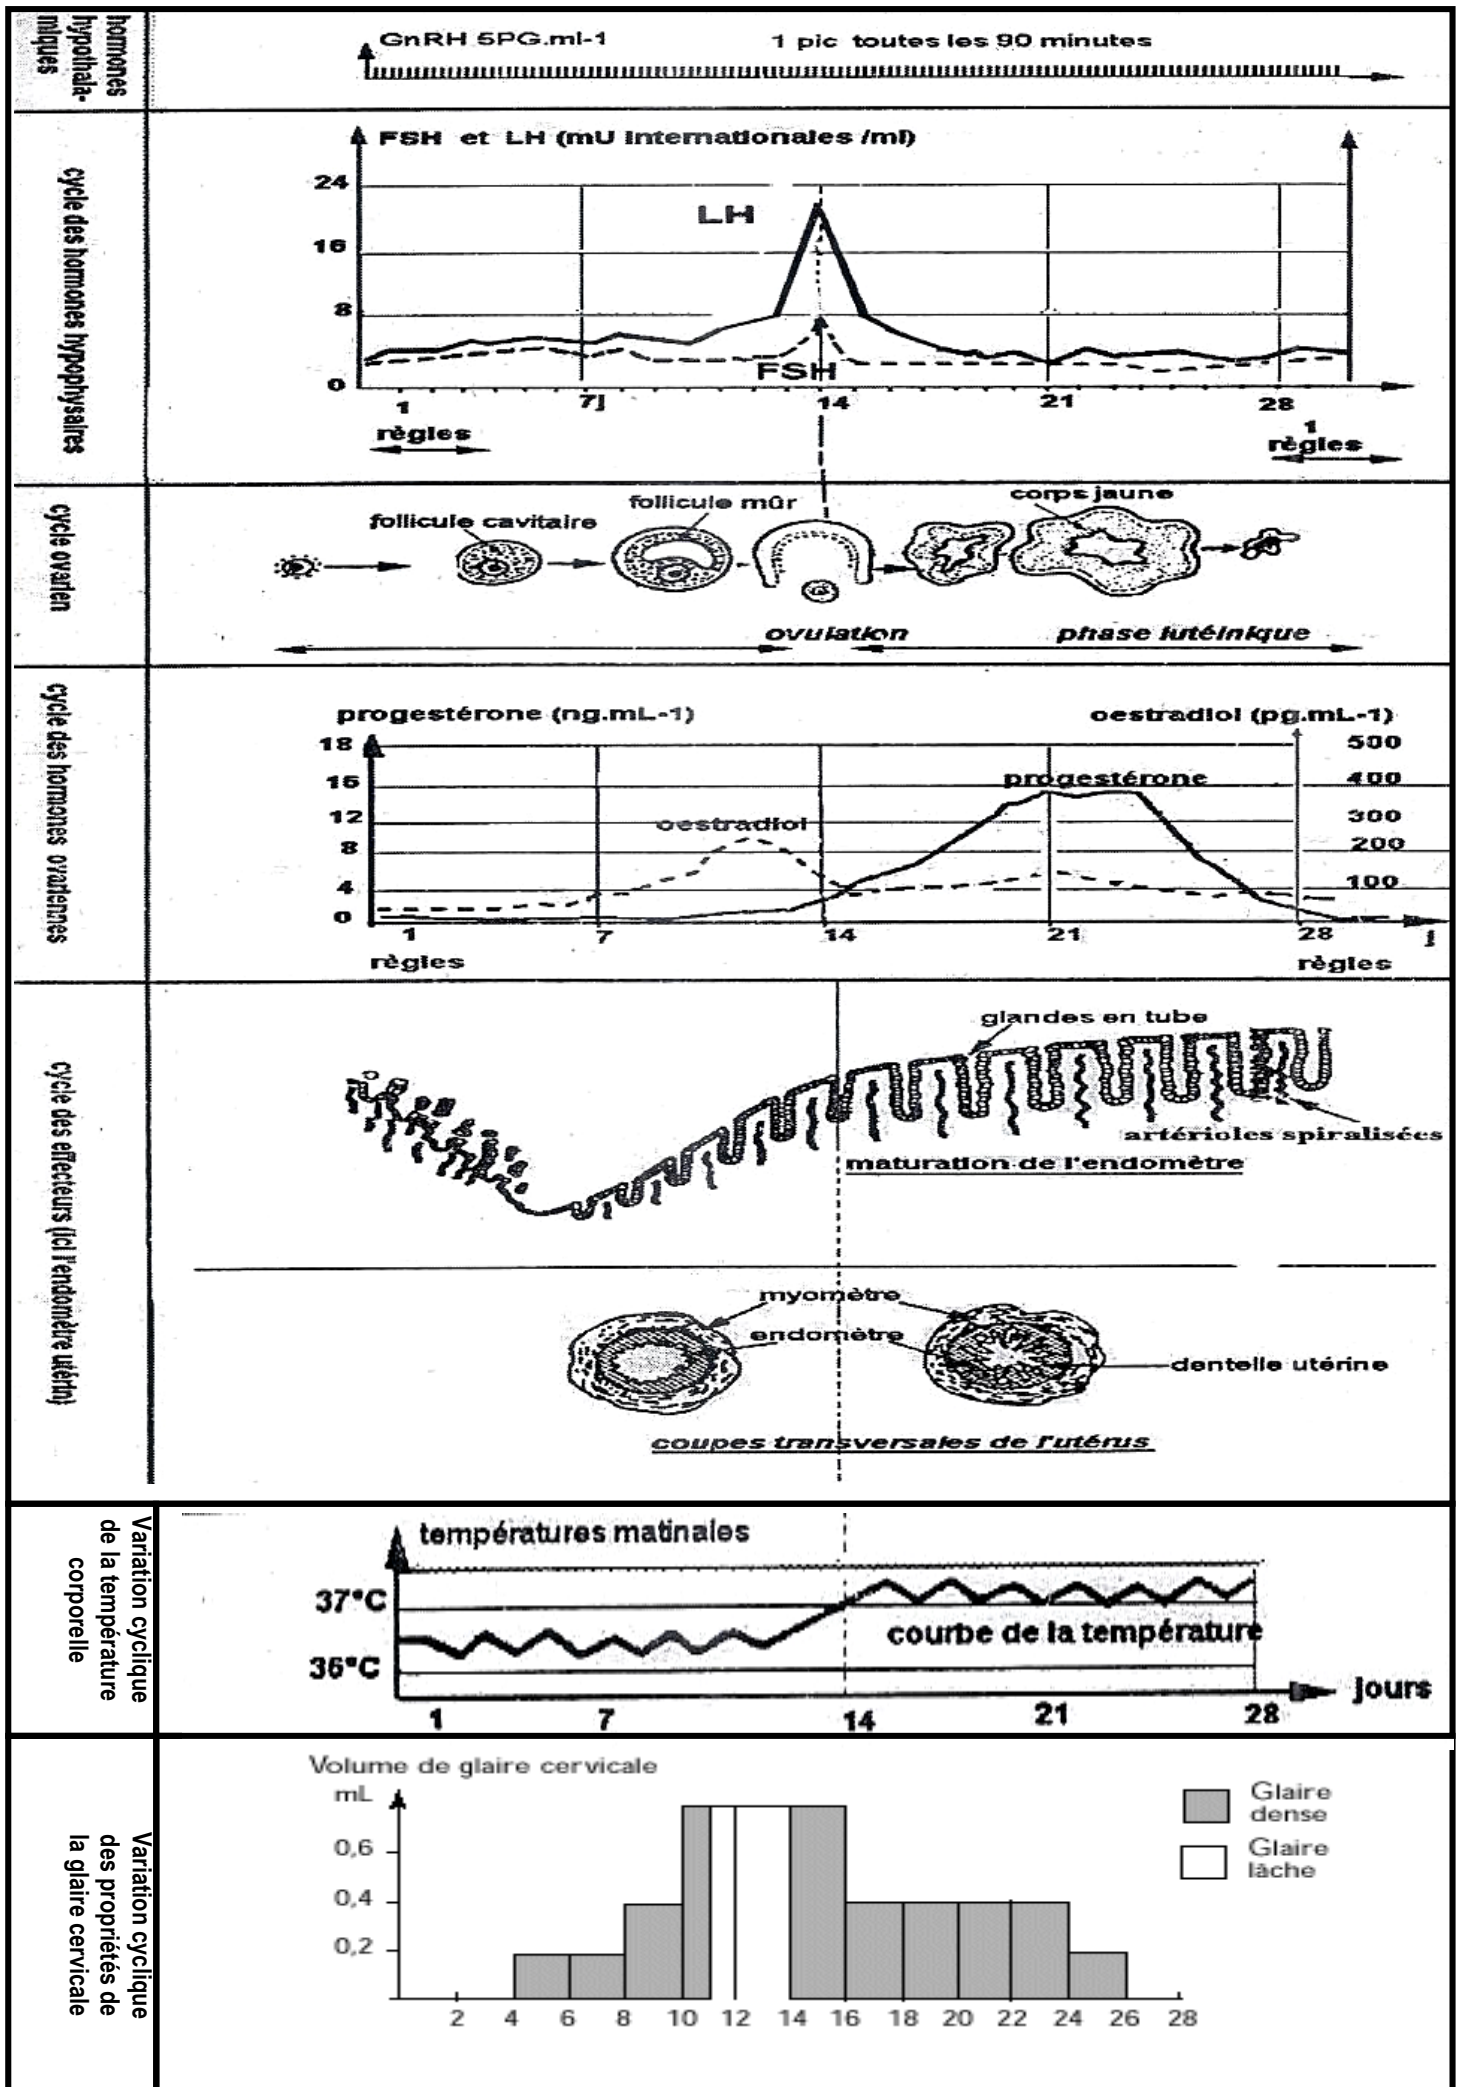 hormones
hypothala-
miques
GnRH 5PG.ml-1
1 pic toutes les 90 minutes
cycle des hormones hypophysaires
FSH et LH (mU Internationales /ml)
24
16
8
0
LH
FSH
1
7j
14
21
28
règles
1
règles
cycle ovarien
follicule cavitaire
follicule mûr
corps jaune
ovulation
phase lutéinique
cycle des hormones ovariennes
progestérone (ng.mL-1)
oestradiol (pg.mL-1)
18
15
12
8
4
0
500
400
300
200
100
oestradiol
progestérone
1
7
14
21
28
j
règles
règles
cycle des effecteurs (ici l'endomètre utérin)
glandes en tube
artérioles spiralisées
maturation de l'endomètre
myomètre
endomètre
dentelle utérine
coupes transversales de l'utérus
Variation cyclique
de la température
corporelle
températures matinales
37°C
36°C
courbe de la température
jours
1
7
14
21
28
Variation cyclique
des propriétés de
la glaire cervicale
Volume de glaire cervicale
mL
0,6
0,4
0,2
Glaire
dense
Glaire
lâche
2 4 6 8 10 12 14 16 18 20 22 24 26 28